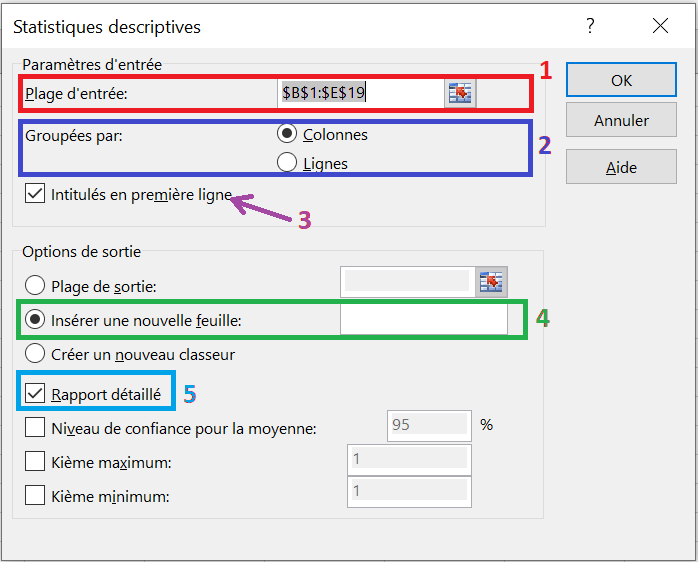 Statistiques descriptives ?
Paramètres d'entrée
1
Plage d'entrée: $B$1:$E$19
OK
Groupées par: Colonnes
Lignes
2
Annuler
Aide
Intitulés en première ligne
3
Options de sortie
Plage de sortie:
Insérer une nouvelle feuille:
4
Créer un nouveau classeur
Rapport détaillé
5
Niveau de confiance pour la moyenne: 95 %
Kième maximum: 1
Kième minimum: 1